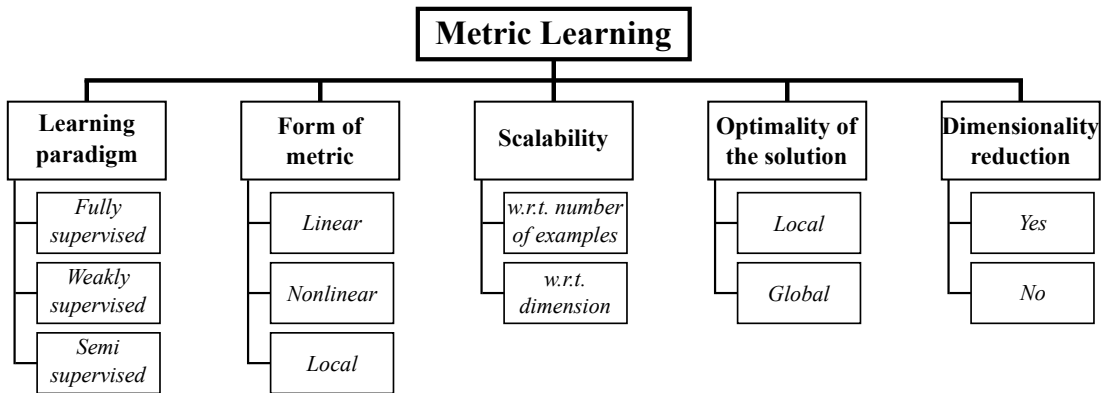 Metric Learning
Learning
paradigm
Fully
supervised
Weakly
supervised
Semi
supervised
Form of
metric
Linear
Nonlinear
Local
Scalability
w.r.t. number
of examples
w.r.t.
dimension
Optimality of
the solution
Local
Global
Dimensionality
reduction
Yes
No